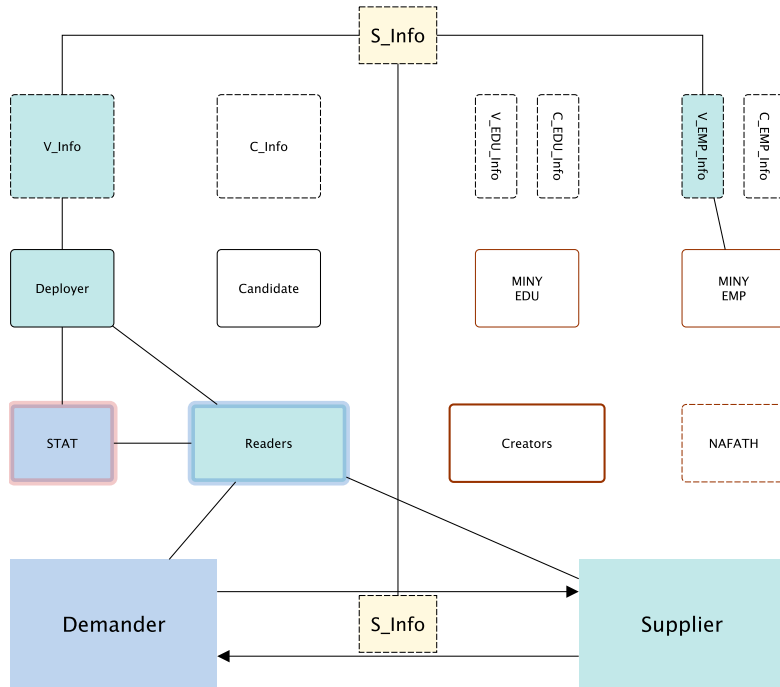 S_Info
V_Info
C_Info
V_EDU_Info
C_EDU_Info
V_EMP_Info
C_EMP_Info
Deployer
Candidate
MINY
EDU
MINY
EMP
STAT
Readers
Creators
NAFATH
Demander
S_Info
Supplier